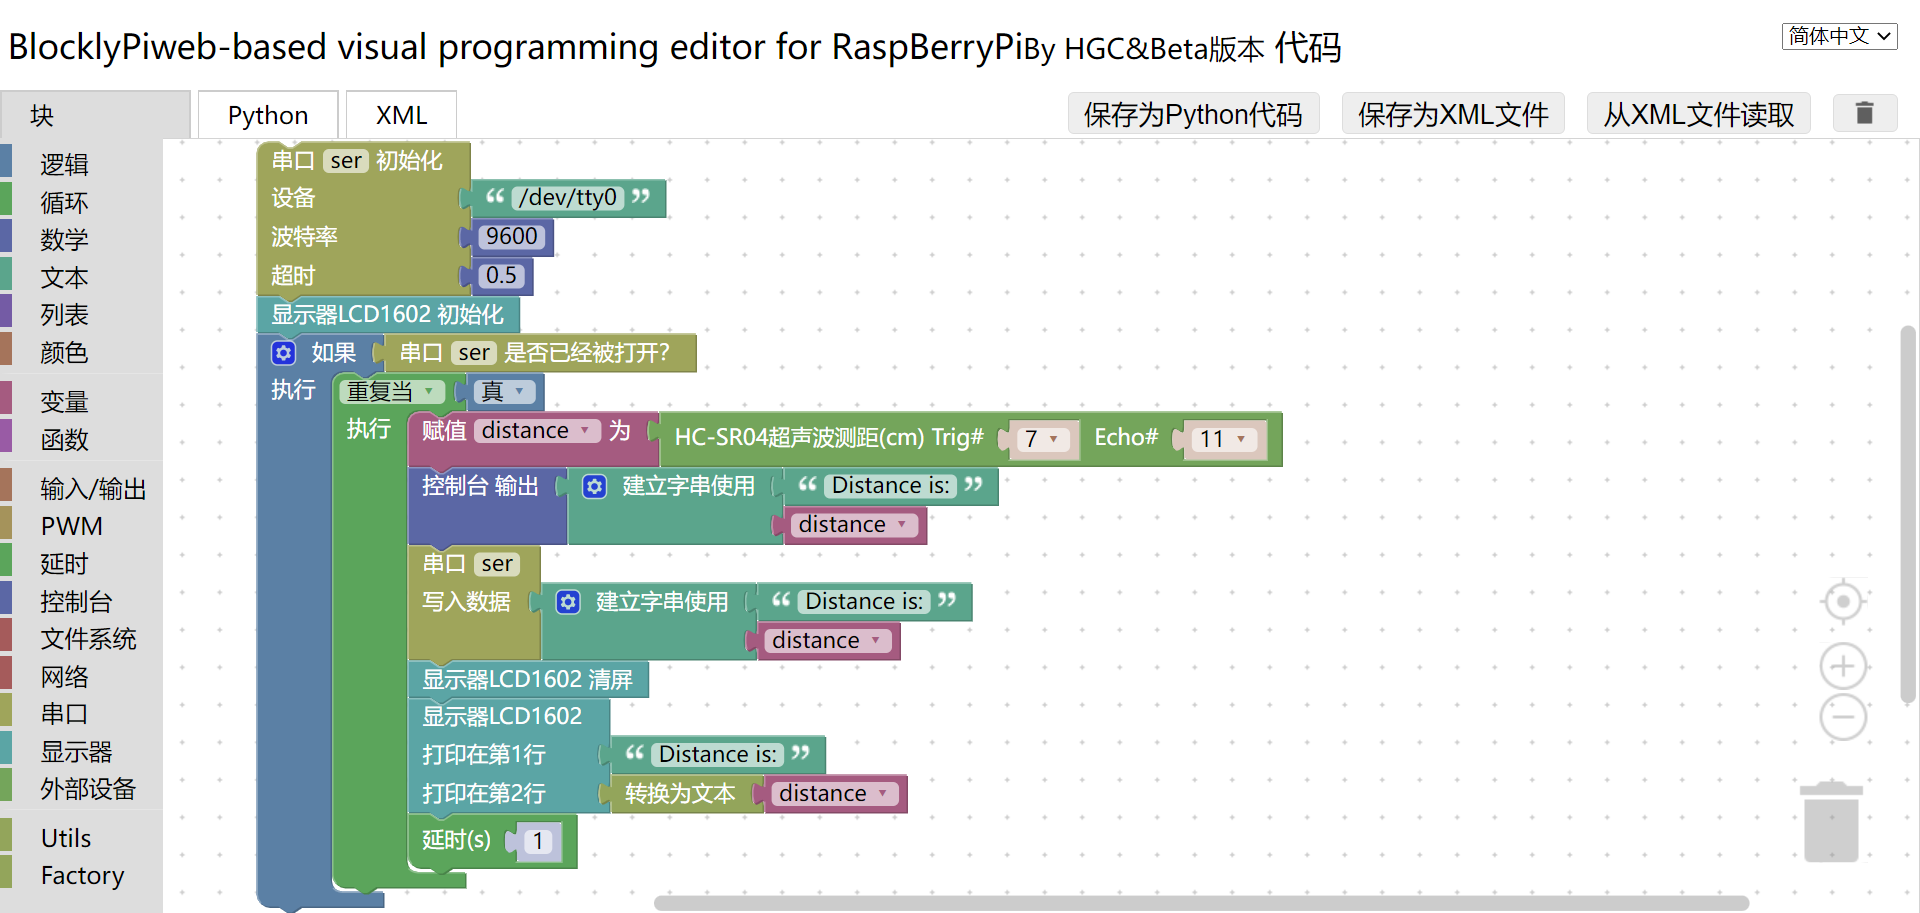 BlocklyPiweb-based visual programming editor for RaspBerryPiBy HGC&Beta版本 代码
简体中文
块 Python XML 保存为Python代码 保存为XML文件 从XML文件读取
逻辑
循环
数学
文本
列表
颜色
变量
函数
输入/输出
PWM
延时
控制台
文件系统
网络
串口
显示器
外部设备
Utils
Factory
串口 ser 初始化
设备 “ /dev/tty0 ”
波特率 9600
超时 0.5
显示器LCD1602 初始化
如果 串口 ser 是否已经被打开?
执行 重复当 真
执行 赋值 distance 为 HC-SR04超声波测距(cm) Trig# 7 Echo# 11
控制台 输出 建立字串使用 “ Distance is: ”
distance
串口 ser
写入数据 建立字串使用 “ Distance is: ”
distance
显示器LCD1602 清屏
显示器LCD1602
打印在第1行 “ Distance is: ”
打印在第2行 转换为文本 distance
延时(s) 1